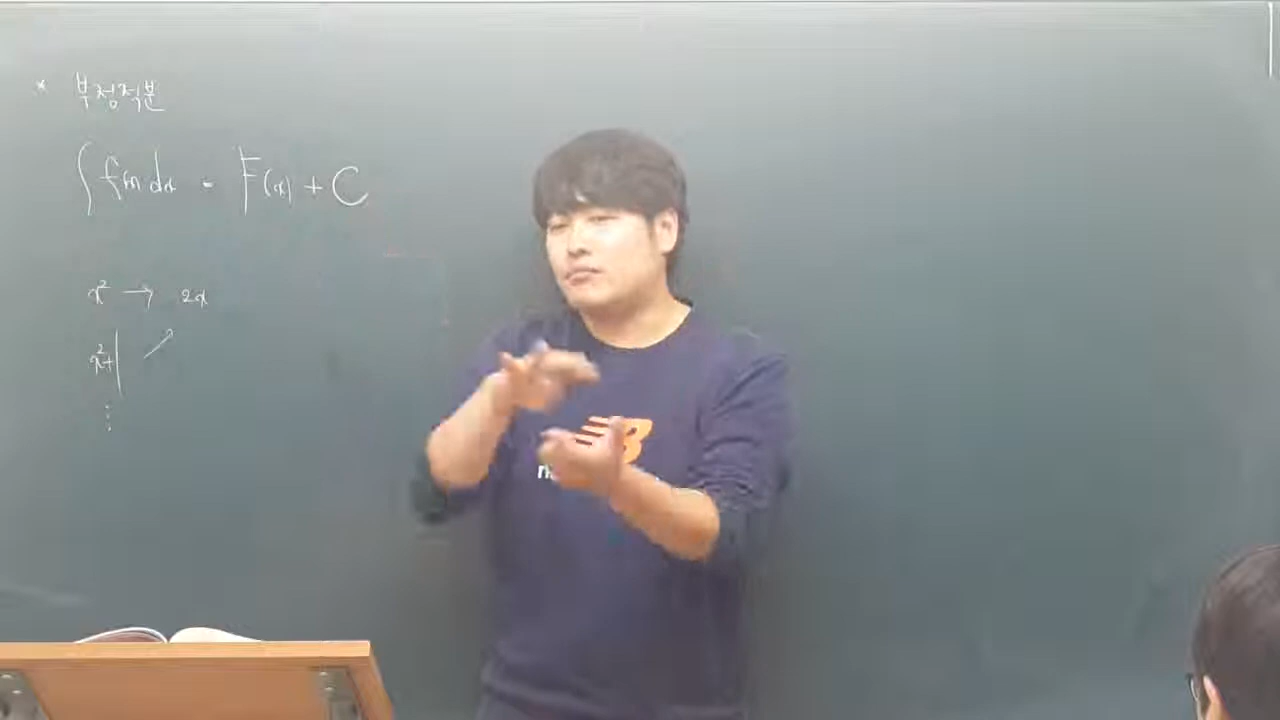 * 부정적분
∫ f(x) dx = F(x) + C
x² → 2x
x²+1 ↗
⋮